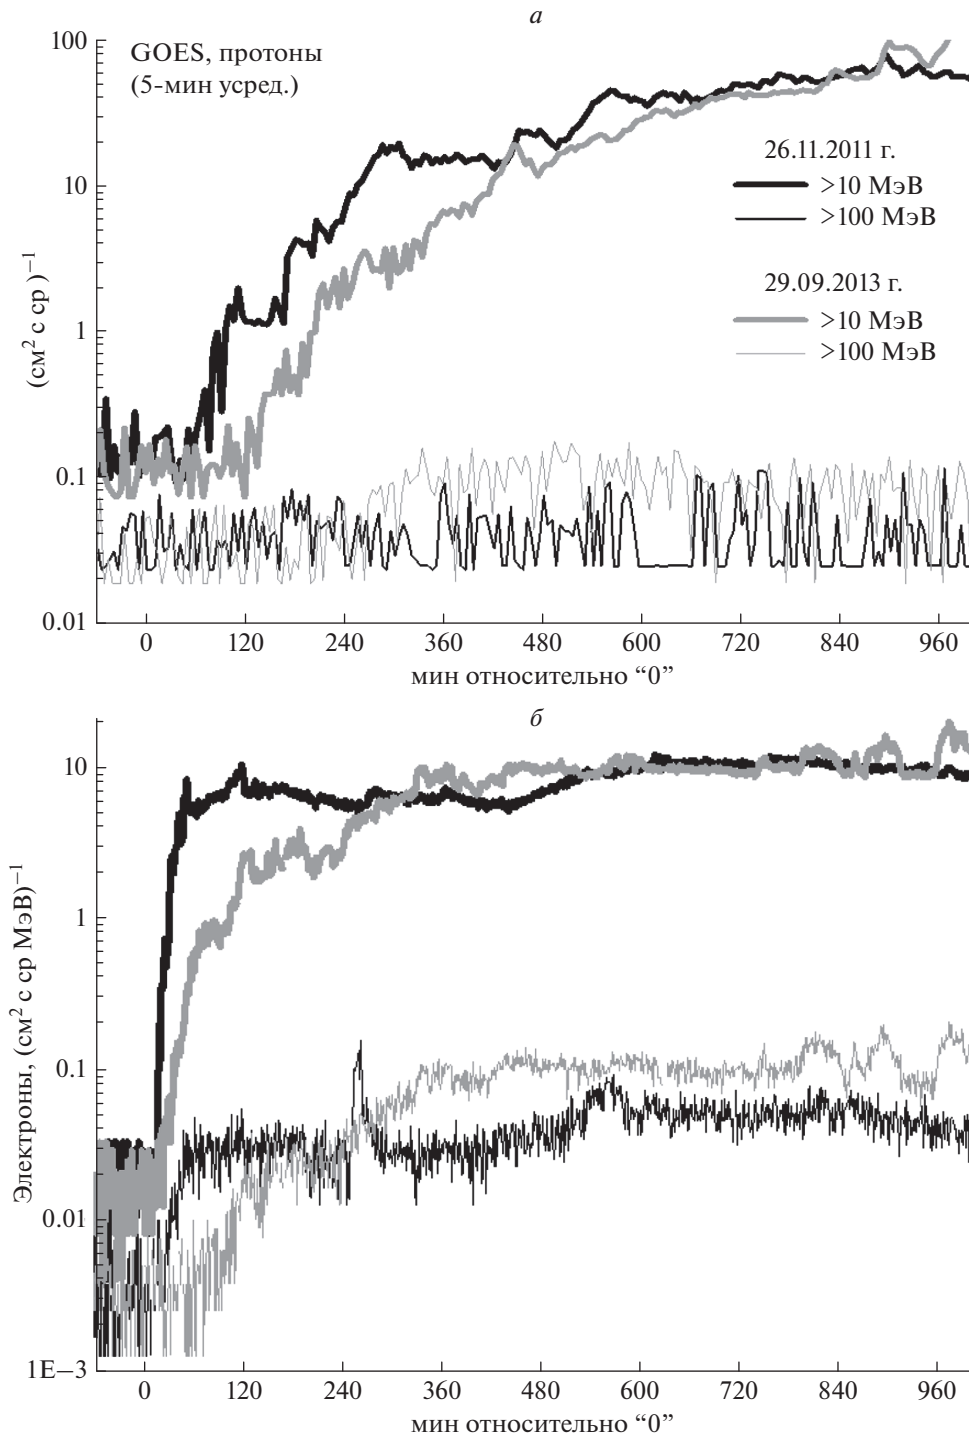 а
GOES, протоны
(5-мин усред.)
26.11.2011 г.
>10 МэВ
>100 МэВ
29.09.2013 г.
>10 МэВ
>100 МэВ
(см² с ср )⁻¹
100
10
1
0.1
0.01
0 120 240 360 480 600 720 840 960
мин относительно “0”
б
Электроны, (см² с ср МэВ)⁻¹
10
1
0.1
0.01
1E–3
0 120 240 360 480 600 720 840 960
мин относительно “0”